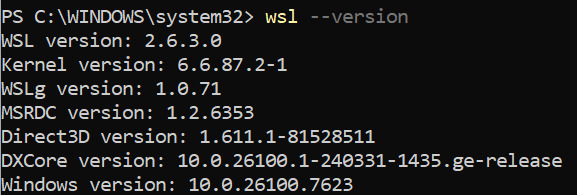 PS C:\WINDOWS\system32> wsl --version
WSL version: 2.6.3.0
Kernel version: 6.6.87.2-1
WSLg version: 1.0.71
MSRDC version: 1.2.6353
Direct3D version: 1.611.1-81528511
DXCore version: 10.0.26100.1-240331-1435.ge-release
Windows version: 10.0.26100.7623